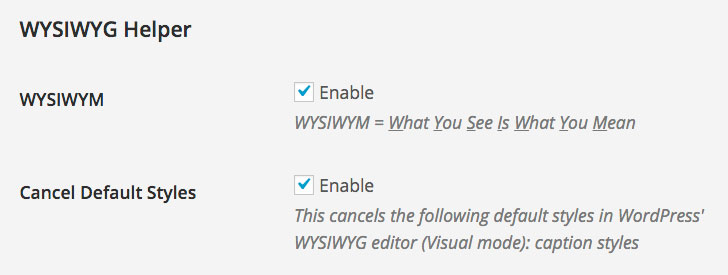 WYSIWYG Helper
WYSIWYM
Enable
WYSIWYM = What You See Is What You Mean
Cancel Default Styles
Enable
This cancels the following default styles in WordPress'
WYSIWYG editor (Visual mode): caption styles